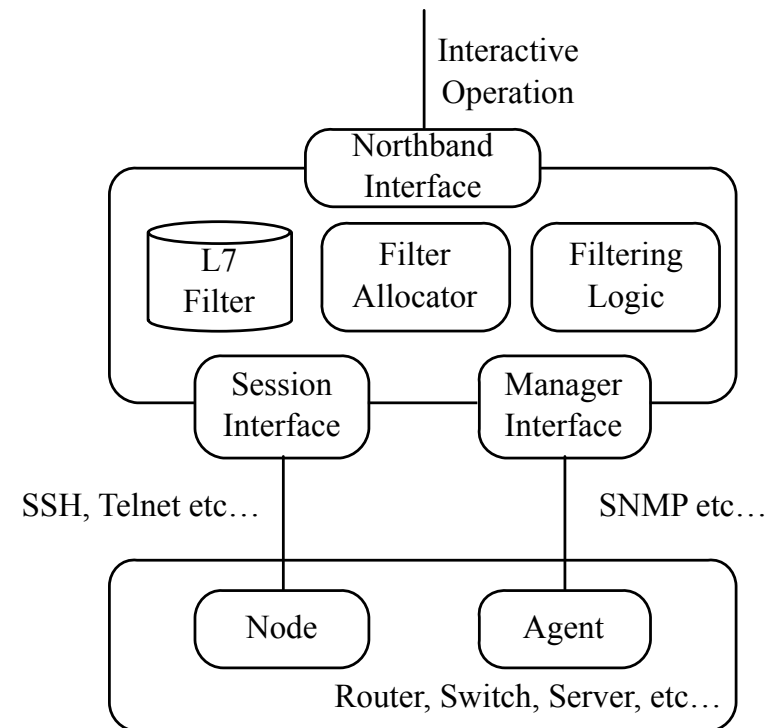 Interactive
Operation
Northband
Interface
L7
Filter
Filter
Allocator
Filtering
Logic
Session
Interface
Manager
Interface
SSH, Telnet etc…
SNMP etc…
Node
Agent
Router, Switch, Server, etc…